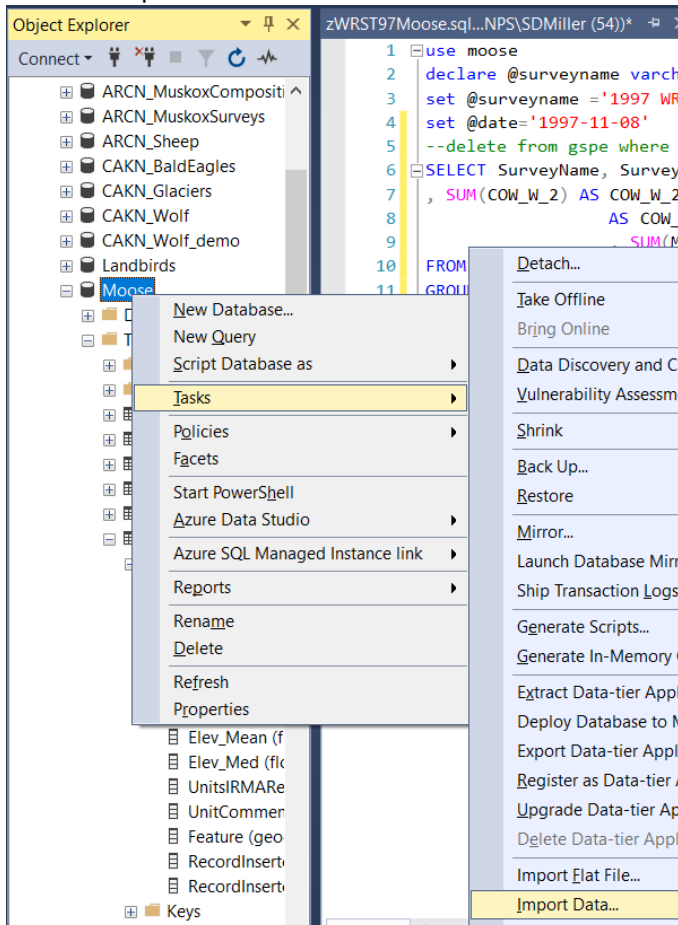 Object Explorer
Connect
ARCN_MuskoxCompositi
ARCN_MuskoxSurveys
ARCN_Sheep
CAKN_BaldEagles
CAKN_Glaciers
CAKN_Wolf
CAKN_Wolf_demo
Landbirds
Moose
D
T
New Database...
New Query
Script Database as
Tasks
Policies
Facets
Start PowerShell
Azure Data Studio
Azure SQL Managed Instance link
Reports
Rename
Delete
Refresh
Properties
Elev_Mean (f
Elev_Med (flo
UnitsIRMARe
UnitCommen
Feature (geo
RecordInserte
RecordInserte
Keys
zWRST97Moose.sql...NPS\SDMiller (54))*
1 use moose
2 declare @surveyname varch
3 set @surveyname ='1997 WR
4 set @date='1997-11-08'
5 --delete from gspe where
6 SELECT SurveyName, Survey
7 , SUM(COW_W_2) AS COW_W_2
8 AS COW_
9 , SUM(M
10 FROM
11 GROU
Detach...
Take Offline
Bring Online
Data Discovery and C
Vulnerability Assessm
Shrink
Back Up...
Restore
Mirror...
Launch Database Mirr
Ship Transaction Logs
Generate Scripts...
Generate In-Memory
Extract Data-tier Appl
Deploy Database to M
Export Data-tier Appl
Register as Data-tier A
Upgrade Data-tier Ap
Delete Data-tier Appl
Import Flat File...
Import Data...